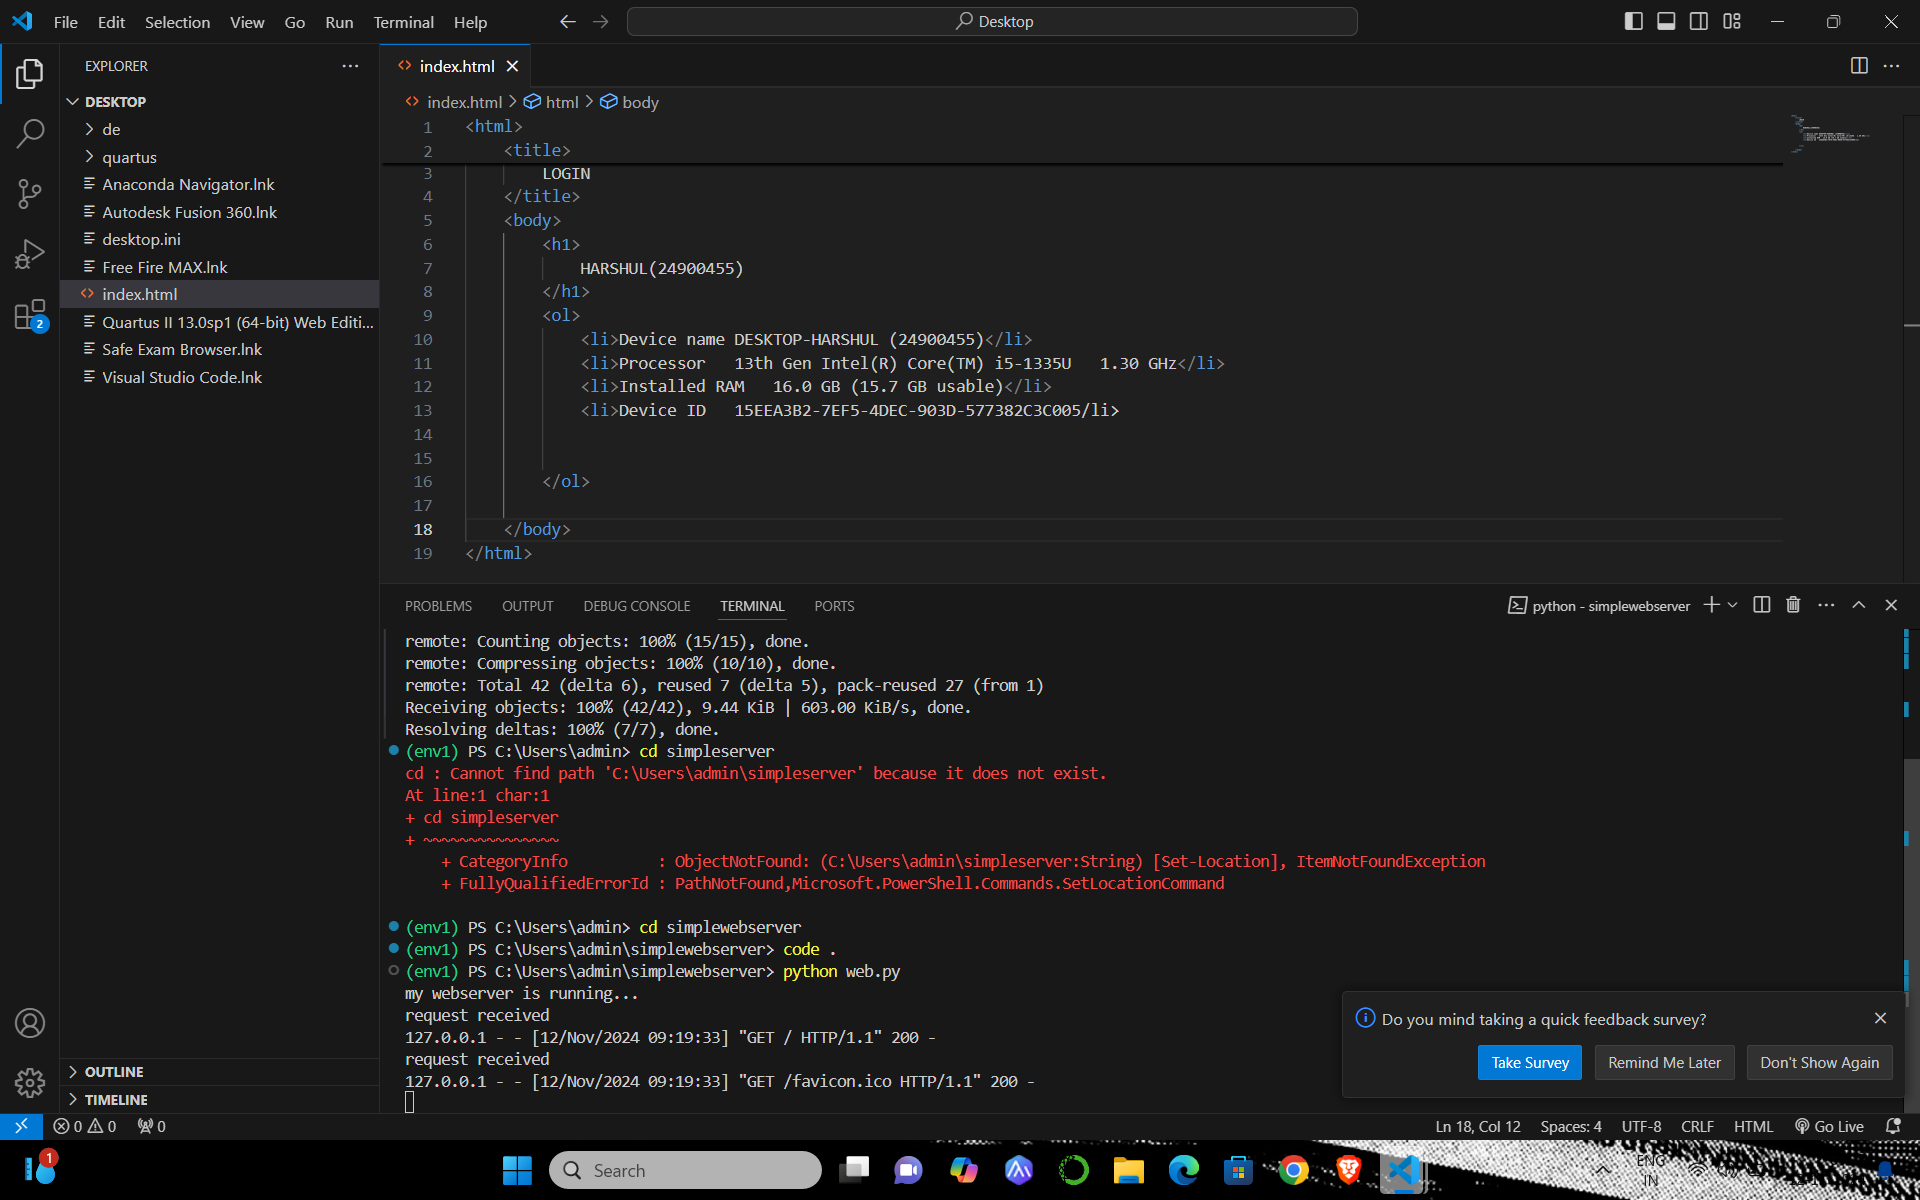 File Edit Selection View Go Run Terminal Help
Desktop
EXPLORER
DESKTOP
de
quartus
Anaconda Navigator.lnk
Autodesk Fusion 360.lnk
desktop.ini
Free Fire MAX.lnk
index.html
Quartus II 13.0sp1 (64-bit) Web Editi...
Safe Exam Browser.lnk
Visual Studio Code.lnk
OUTLINE
TIMELINE
2
index.html
index.html > html > body
1 <html>
2 <title>
3 LOGIN
4 </title>
5 <body>
6 <h1>
7 HARSHUL(24900455)
8 </h1>
9 <ol>
10 <li>Device name DESKTOP-HARSHUL (24900455)</li>
11 <li>Processor 13th Gen Intel(R) Core(TM) i5-1335U 1.30 GHz</li>
12 <li>Installed RAM 16.0 GB (15.7 GB usable)</li>
13 <li>Device ID 15EEA3B2-7EF5-4DEC-903D-577382C3C005/li>
14
15
16 </ol>
17
18 </body>
19 </html>
PROBLEMS OUTPUT DEBUG CONSOLE TERMINAL PORTS
python - simplewebserver
remote: Counting objects: 100% (15/15), done.
remote: Compressing objects: 100% (10/10), done.
remote: Total 42 (delta 6), reused 7 (delta 5), pack-reused 27 (from 1)
Receiving objects: 100% (42/42), 9.44 KiB | 603.00 KiB/s, done.
Resolving deltas: 100% (7/7), done.
(env1) PS C:\Users\admin> cd simpleserver
cd : Cannot find path 'C:\Users\admin\simpleserver' because it does not exist.
At line:1 char:1
+ cd simpleserver
+ ~~~~~~~~~~~~~~~
+ CategoryInfo : ObjectNotFound: (C:\Users\admin\simpleserver:String) [Set-Location], ItemNotFoundException
+ FullyQualifiedErrorId : PathNotFound,Microsoft.PowerShell.Commands.SetLocationCommand
(env1) PS C:\Users\admin> cd simplewebserver
(env1) PS C:\Users\admin\simplewebserver> code .
(env1) PS C:\Users\admin\simplewebserver> python web.py
my webserver is running...
request received
127.0.0.1 - - [12/Nov/2024 09:19:33] "GET / HTTP/1.1" 200 -
request received
127.0.0.1 - - [12/Nov/2024 09:19:33] "GET /favicon.ico HTTP/1.1" 200 -
Do you mind taking a quick feedback survey?
Take Survey
Remind Me Later
Don't Show Again
0 0 0
Ln 18, Col 12 Spaces: 4 UTF-8 CRLF HTML Go Live
1
Search
ENG
IN